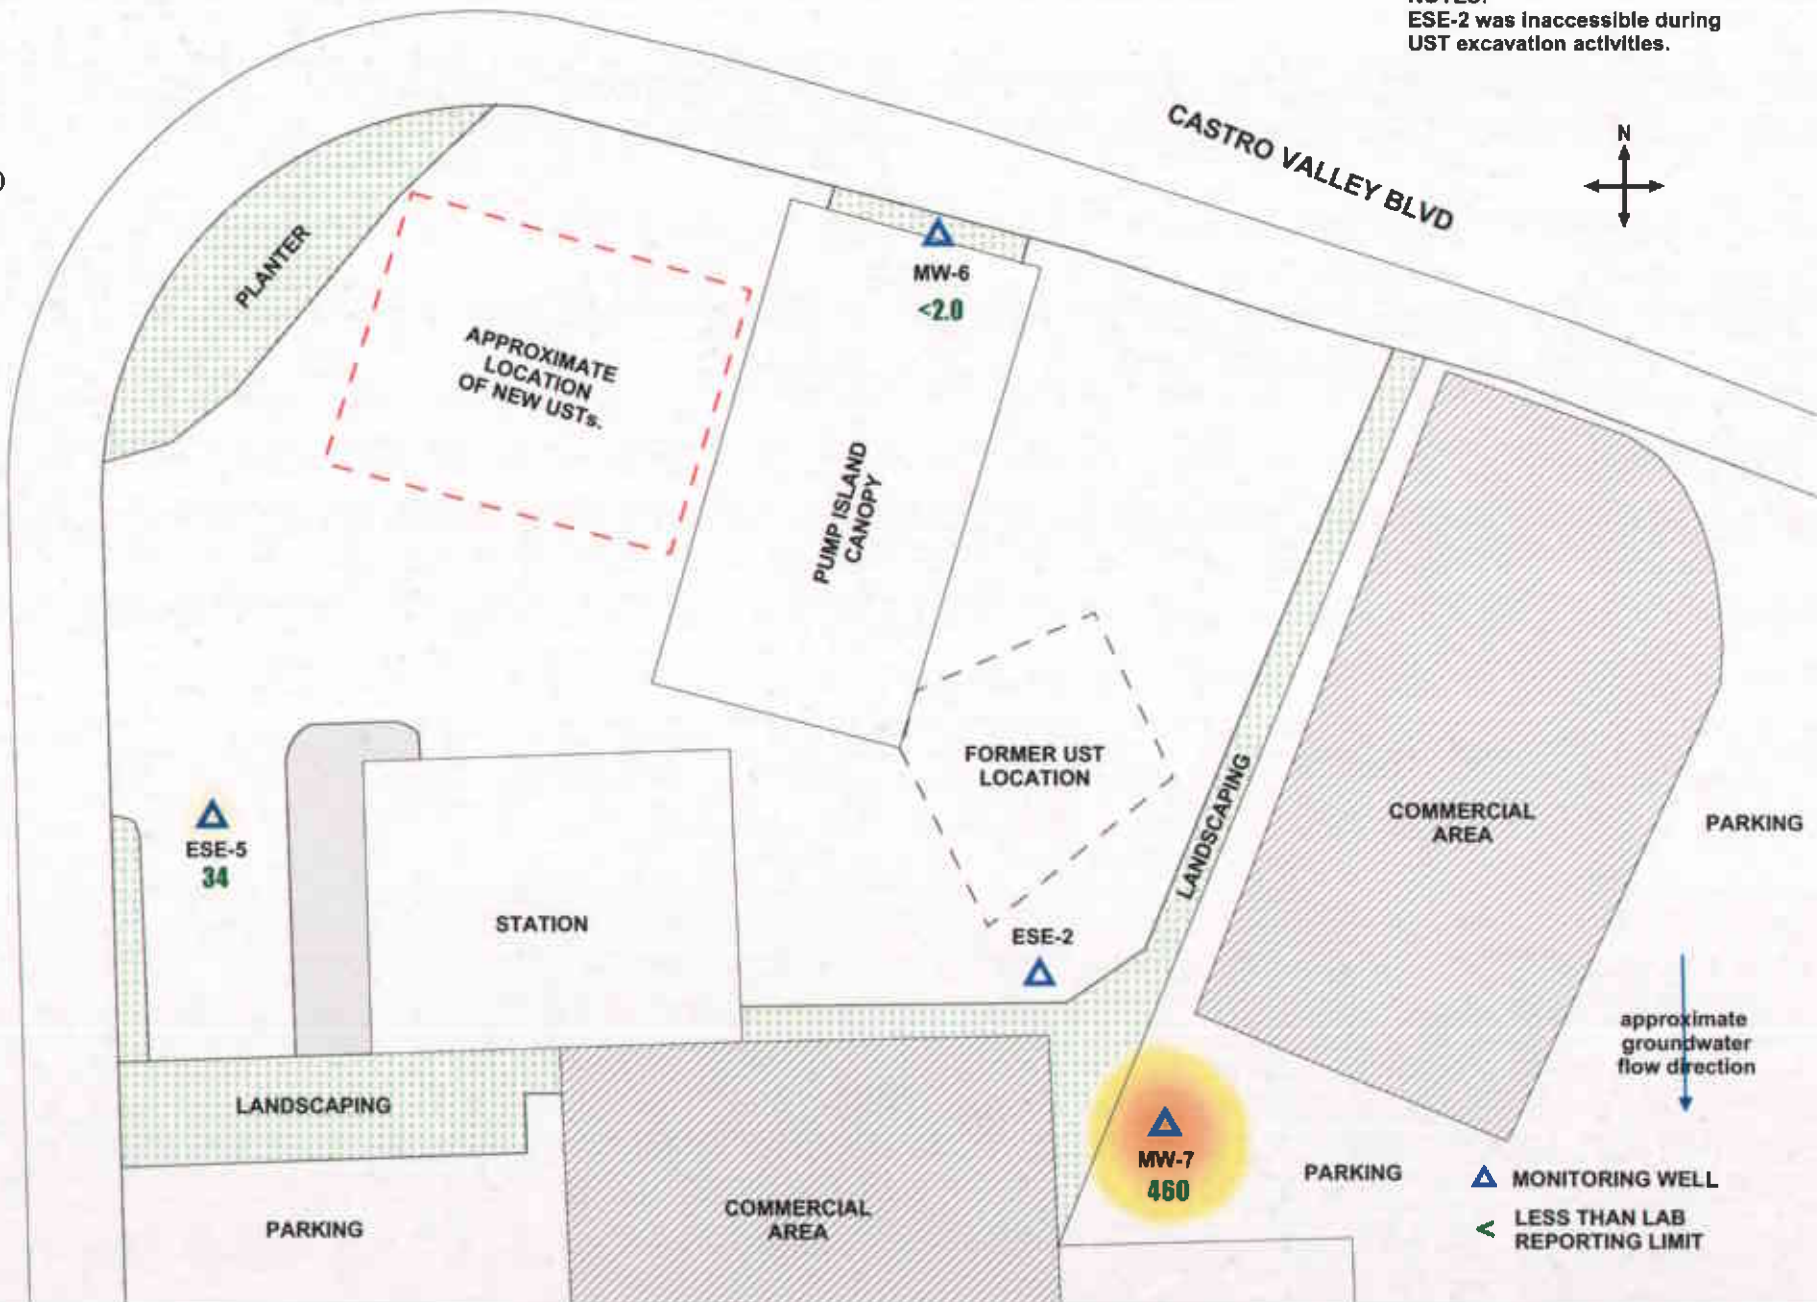 NOTES:
ESE-2 was inaccessible during
UST excavation activities.
)
CASTRO VALLEY BLVD
N
PLANTER
MW-6
<2.0
APPROXIMATE
LOCATION
OF NEW USTs.
PUMP ISLAND
CANOPY
FORMER UST
LOCATION
LANDSCAPING
COMMERCIAL
AREA
PARKING
ESE-5
34
STATION
ESE-2
approximate
groundwater
flow direction
LANDSCAPING
MW-7
460
PARKING
MONITORING WELL
< LESS THAN LAB
REPORTING LIMIT
PARKING
COMMERCIAL
AREA